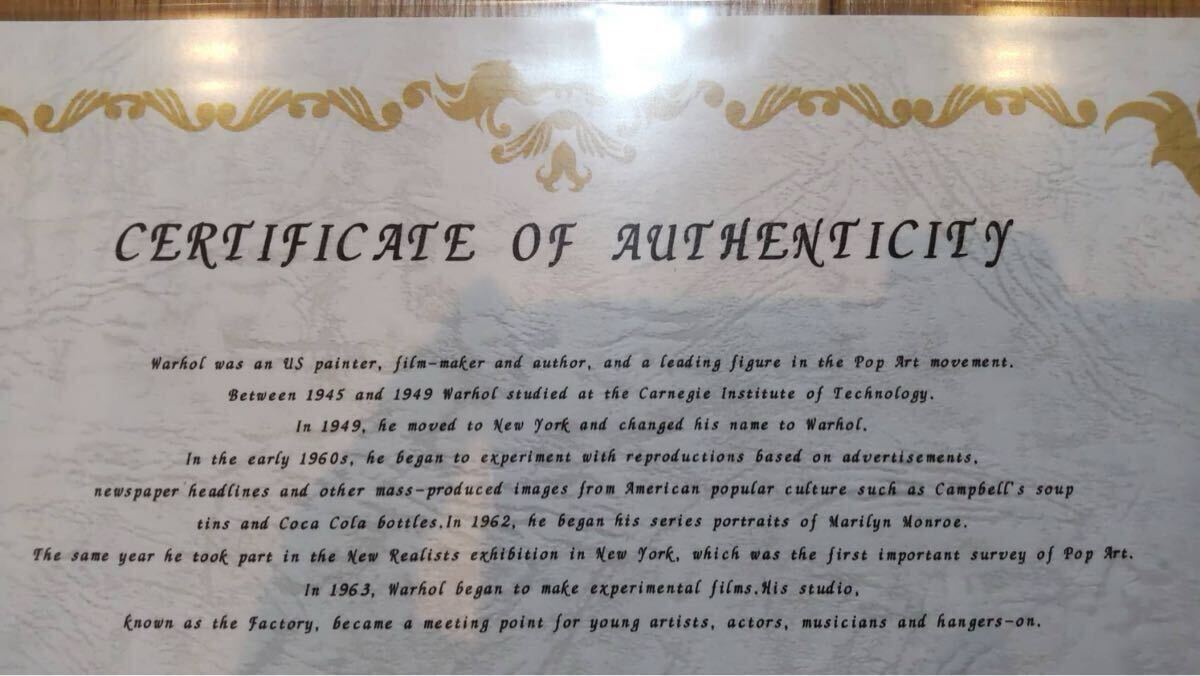 CERTIFICATE OF AUTHENTICITY
Warhol was an US painter, film-maker and author, and a leading figure in the Pop Art movement.
Between 1945 and 1949 Warhol studied at the Carnegie Institute of Technology.
In 1949, he moved to New York and changed his name to Warhol.
In the early 1960s, he began to experiment with reproductions based on advertisements,
newspaper headlines and other mass-produced images from American popular culture such as Campbell's soup
tins and Coca Cola bottles.In 1962, he began his series portraits of Marilyn Monroe.
The same year he took part in the New Realists exhibition in New York, which was the first important survey of Pop Art.
In 1963, Warhol began to make experimental films.His studio,
known as the Factory, became a meeting point for young artists, actors, musicians and hangers-on.